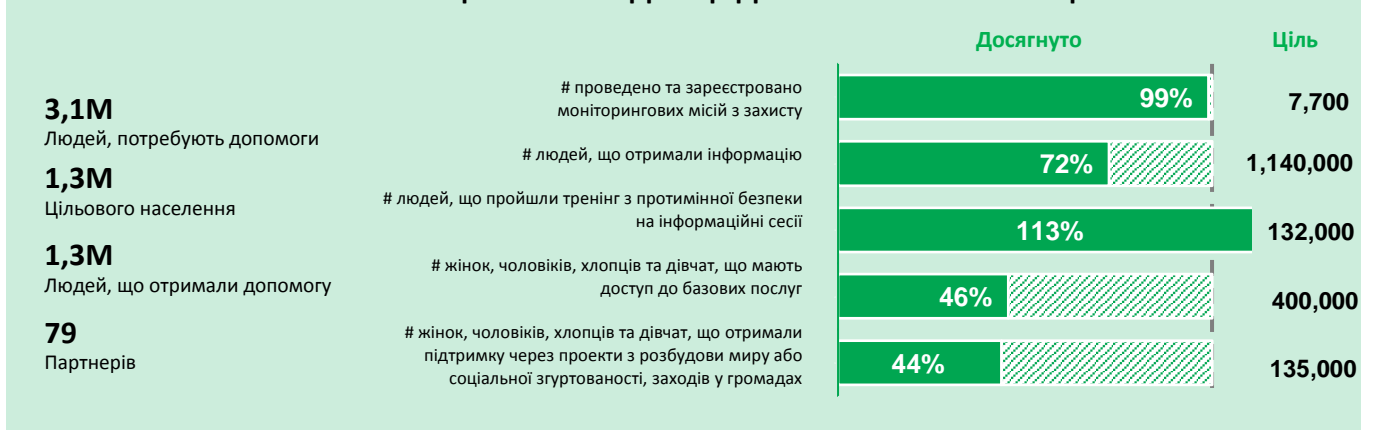 Досягнуто
Ціль
3,1М
Людей, потребують допомоги
1,3М
Цільового населення
1,3М
Людей, що отримали допомогу
79
Партнерів
# проведено та зареєстровано
моніторингових місій з захисту
99%
7,700
# людей, що отримали інформацію
72%
1,140,000
# людей, що пройшли тренінг з протимінної безпеки
на інформаційні сесії
113%
132,000
# жінок, чоловіків, хлопців та дівчат, що мають
доступ до базових послуг
46%
400,000
# жінок, чоловіків, хлопців та дівчат, що отримали
підтримку через проекти з розбудови миру або
соціальної згуртованості, заходів у громадах
44%
135,000